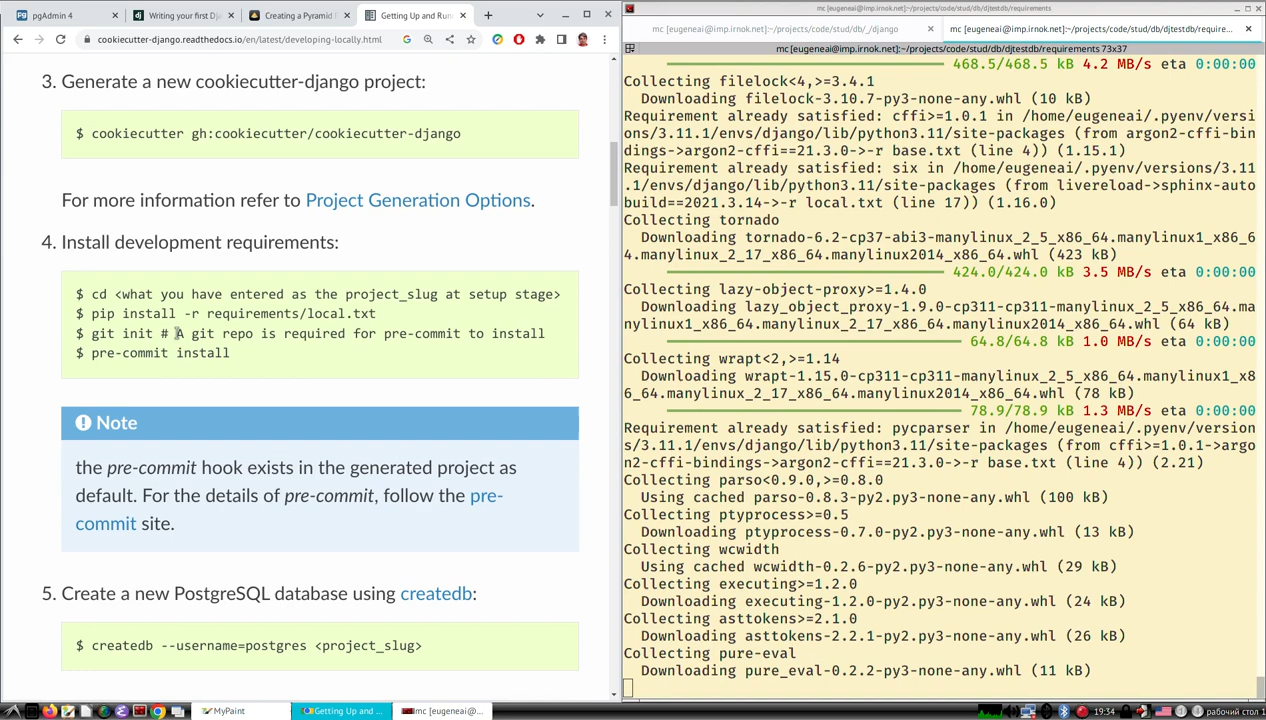 pgAdmin 4
Writing your first Dj
Creating a Pyramid P
Getting Up and Run
cookiecutter-django.readthedocs.io/en/latest/developing-locally.html
3. Generate a new cookiecutter-django project:
$ cookiecutter gh:cookiecutter/cookiecutter-django
For more information refer to Project Generation Options.
4. Install development requirements:
$ cd <what you have entered as the project_slug at setup stage>
$ pip install -r requirements/local.txt
$ git init # A git repo is required for pre-commit to install
$ pre-commit install
Note
the pre-commit hook exists in the generated project as
default. For the details of pre-commit, follow the pre-
commit site.
5. Create a new PostgreSQL database using createdb:
$ createdb --username=postgres <project_slug>
mc [eugeneai@imp.irnok.net]:~/projects/code/stud/db/djtestdb/requirements
mc [eugeneai@imp.irnok.net]:~/projects/code/stud/db/_/django
mc [eugeneai@imp.irnok.net]:~/projects/code/stud/db/djtestdb/require...
mc [eugeneai@imp.irnok.net]:~/projects/code/stud/db/djtestdb/requirements 73x37
468.5/468.5 kB 4.2 MB/s eta 0:00:00
Collecting filelock<4,>=3.4.1
Downloading filelock-3.10.7-py3-none-any.whl (10 kB)
Requirement already satisfied: cffi>=1.0.1 in /home/eugeneai/.pyenv/versi
ons/3.11.1/envs/django/lib/python3.11/site-packages (from argon2-cffi-bin
dings->argon2-cffi==21.3.0->-r base.txt (line 4)) (1.15.1)
Requirement already satisfied: six in /home/eugeneai/.pyenv/versions/3.11
.1/envs/django/lib/python3.11/site-packages (from livereload->sphinx-auto
build==2021.3.14->-r local.txt (line 17)) (1.16.0)
Collecting tornado
Downloading tornado-6.2-cp37-abi3-manylinux_2_5_x86_64.manylinux1_x86_6
4.manylinux_2_17_x86_64.manylinux2014_x86_64.whl (423 kB)
424.0/424.0 kB 3.5 MB/s eta 0:00:00
Collecting lazy-object-proxy>=1.4.0
Downloading lazy_object_proxy-1.9.0-cp311-cp311-manylinux_2_5_x86_64.ma
nylinux1_x86_64.manylinux_2_17_x86_64.manylinux2014_x86_64.whl (64 kB)
64.8/64.8 kB 1.0 MB/s eta 0:00:00
Collecting wrapt<2,>=1.14
Downloading wrapt-1.15.0-cp311-cp311-manylinux_2_5_x86_64.manylinux1_x8
6_64.manylinux_2_17_x86_64.manylinux2014_x86_64.whl (78 kB)
78.9/78.9 kB 1.3 MB/s eta 0:00:00
Requirement already satisfied: pycparser in /home/eugeneai/.pyenv/version
s/3.11.1/envs/django/lib/python3.11/site-packages (from cffi>=1.0.1->argo
n2-cffi-bindings->argon2-cffi==21.3.0->-r base.txt (line 4)) (2.21)
Collecting parso<0.9.0,>=0.8.0
Using cached parso-0.8.3-py2.py3-none-any.whl (100 kB)
Collecting ptyprocess>=0.5
Downloading ptyprocess-0.7.0-py2.py3-none-any.whl (13 kB)
Collecting wcwidth
Using cached wcwidth-0.2.6-py2.py3-none-any.whl (29 kB)
Collecting executing>=1.2.0
Downloading executing-1.2.0-py2.py3-none-any.whl (24 kB)
Collecting asttokens>=2.1.0
Downloading asttokens-2.2.1-py2.py3-none-any.whl (26 kB)
Collecting pure-eval
Downloading pure_eval-0.2.2-py3-none-any.whl (11 kB)
MyPaint
Getting Up and ...
mc [eugeneai@...
19:34
рабочий стол 1